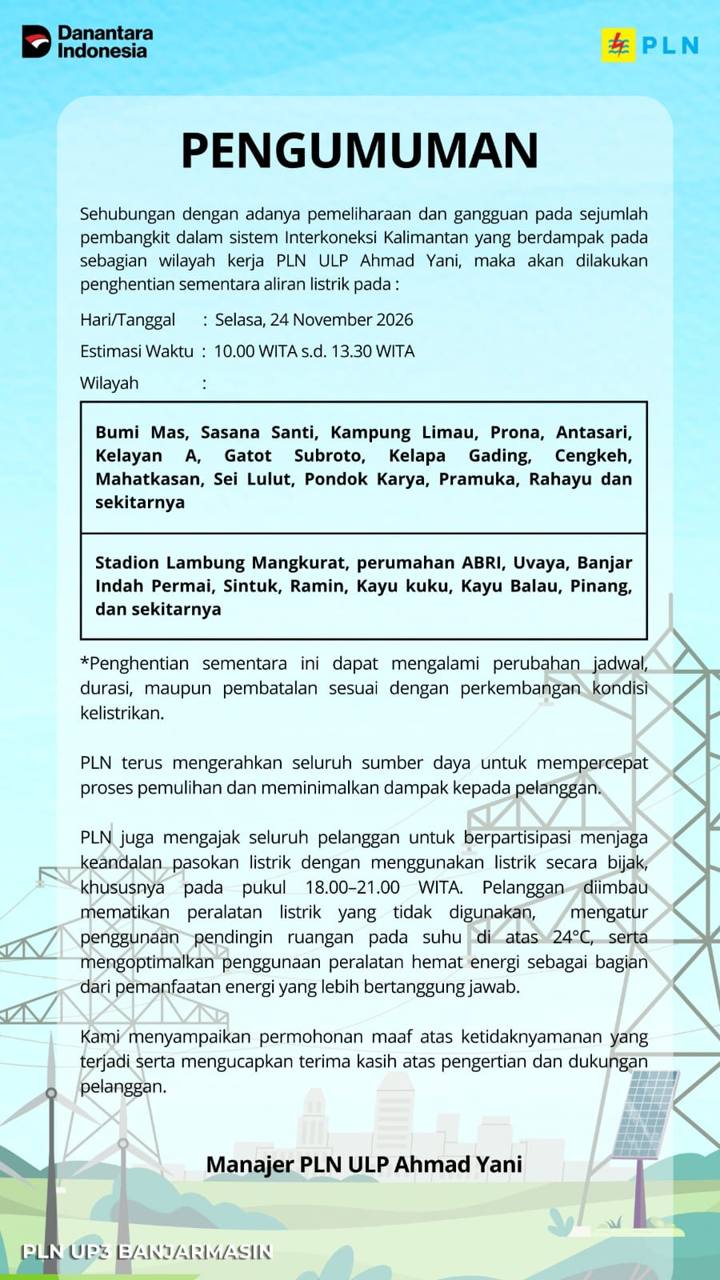 Danantara
Indonesia
PLN
PENGUMUMAN
Sehubungan dengan adanya pemeliharaan dan gangguan pada sejumlah
pembangkit dalam sistem Interkoneksi Kalimantan yang berdampak pada
sebagian wilayah kerja PLN ULP Ahmad Yani, maka akan dilakukan
penghentian sementara aliran listrik pada :
Hari/Tanggal : Selasa, 24 November 2026
Estimasi Waktu : 10.00 WITA s.d. 13.30 WITA
Wilayah :
Bumi Mas, Sasana Santi, Kampung Limau, Prona, Antasari,
Kelayan A, Gatot Subroto, Kelapa Gading, Cengkeh,
Mahatkasan, Sei Lulut, Pondok Karya, Pramuka, Rahayu dan
sekitarnya
Stadion Lambung Mangkurat, perumahan ABRI, Uvaya, Banjar
Indah Permai, Sintuk, Ramin, Kayu kuku, Kayu Balau, Pinang,
dan sekitarnya
*Penghentian sementara ini dapat mengalami perubahan jadwal,
durasi, maupun pembatalan sesuai dengan perkembangan kondisi
kelistrikan.
PLN terus mengerahkan seluruh sumber daya untuk mempercepat
proses pemulihan dan meminimalkan dampak kepada pelanggan.
PLN juga mengajak seluruh pelanggan untuk berpartisipasi menjaga
keandalan pasokan listrik dengan menggunakan listrik secara bijak,
khususnya pada pukul 18.00–21.00 WITA. Pelanggan diimbau
mematikan peralatan listrik yang tidak digunakan, mengatur
penggunaan pendingin ruangan pada suhu di atas 24°C, serta
mengoptimalkan penggunaan peralatan hemat energi sebagai bagian
dari pemanfaatan energi yang lebih bertanggung jawab.
Kami menyampaikan permohonan maaf atas ketidaknyamanan yang
terjadi serta mengucapkan terima kasih atas pengertian dan dukungan
pelanggan.
Manajer PLN ULP Ahmad Yani
PLN UP3 BANJARMASIN